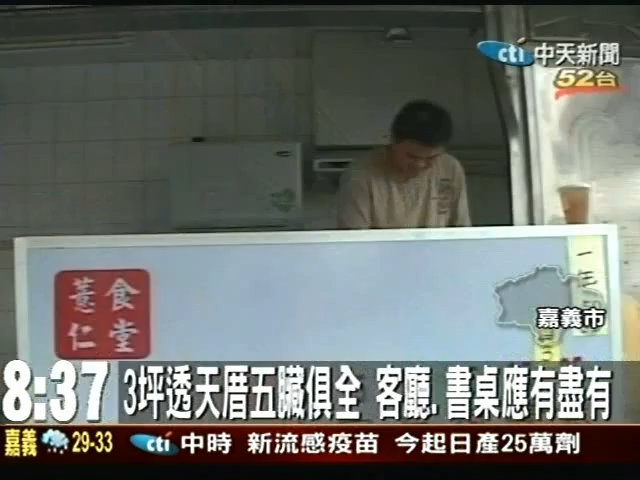 cti 中天新聞
52台
薏 食
仁 堂
嘉義市
8:37 3坪透天厝五臟俱全 客廳.書桌應有盡有
嘉義 29-33 cti 中時 新流感疫苗 今起日產25萬劑